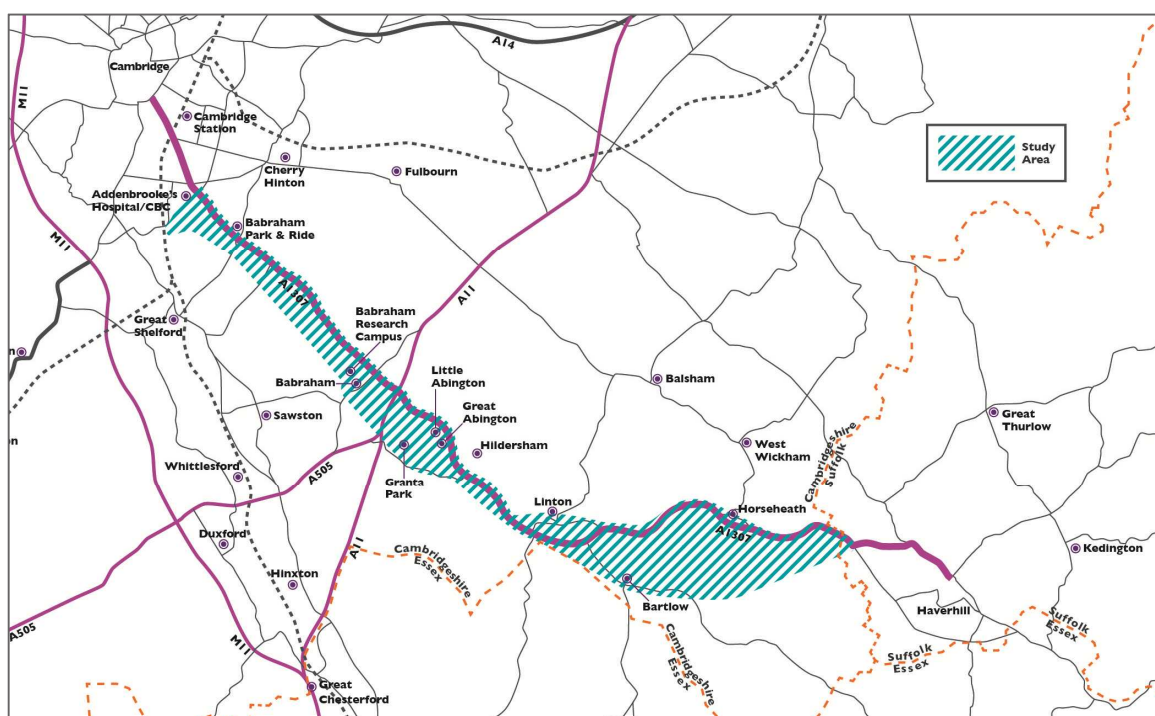 A14
M11
Cambridge
Cambridge
Station
Study
Area
Cherry
Hinton
Fulbourn
Addenbrooke's
Hospital/CBC
Babraham
Park & Ride
M11
A1307
A11
Great
Shelford
Babraham
Research
Campus
n
Little
Abington
Babraham
Balsham
Great
Abington
Sawston
Great
Thurlow
en
Hildersham
West
Wickham
Cambridgeshire
Suffolk
Whittlesford
A505
Granta
Park
Linton
Horseheath
A1307
Duxford
A11
Cambridgeshire
Essex
Kedington
Hinxton
Bartlow
Haverhill
Suffolk
Essex
A505
M11
Cambridgeshire
Essex
Suffolk
Essex
Great
Chesterford